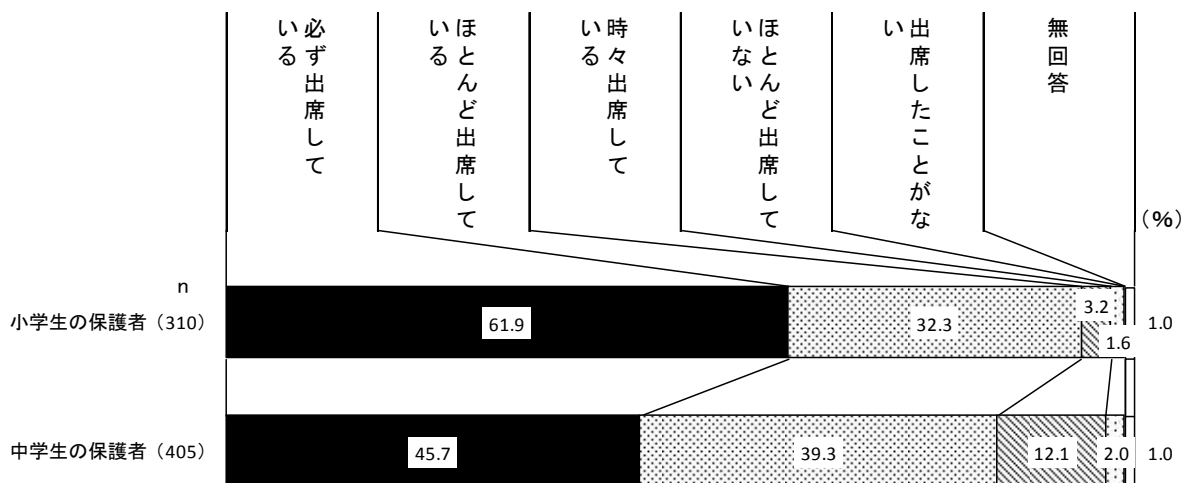 必ず出席して
いる
ほとんど出席して
いる
時々出席して
いる
ほとんど出席して
いない
出席したことがな
い
無回答
(%)
n
小学生の保護者(310)
61.9
32.3
3.2
1.6
1.0
中学生の保護者(405)
45.7
39.3
12.1
2.0
1.0